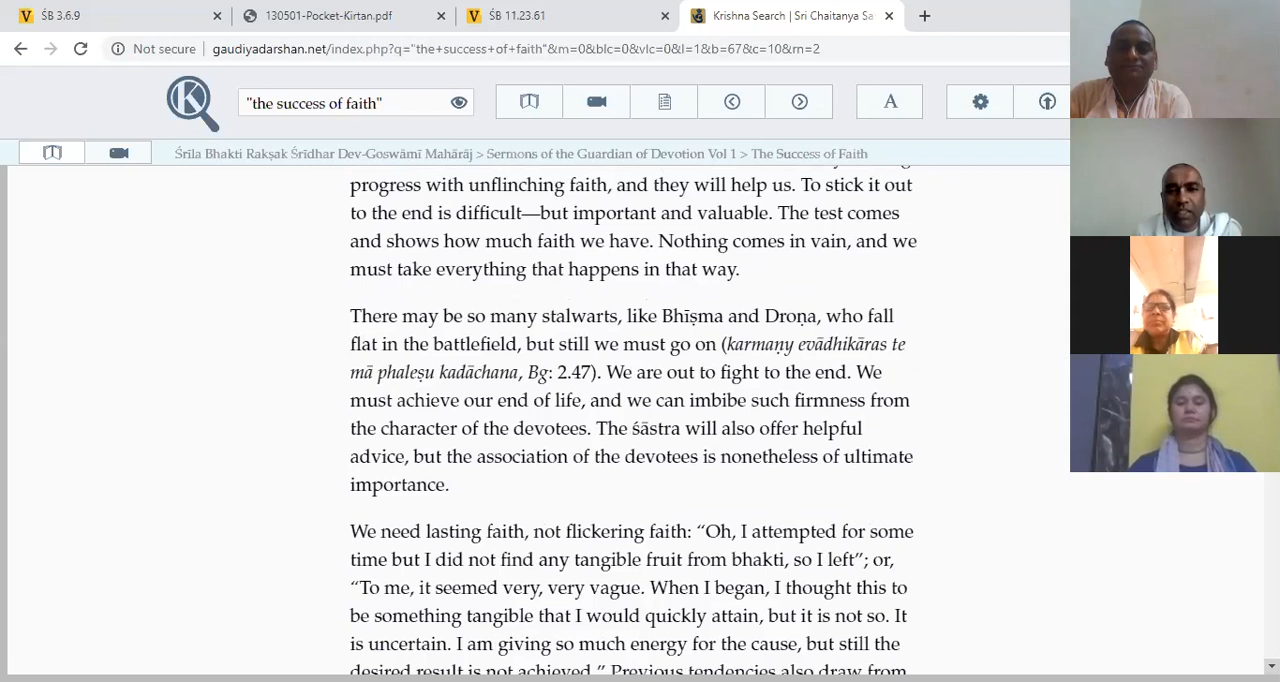 ŚB 3.6.9
130501-Pocket-Kirtan.pdf
ŚB 11.23.61
Krishna Search | Sri Chaitanya Sa
Not secure
gaudiyadarshan.net/index.php?q="the+success+of+faith"&m=0&blc=0&vlc=0&l=1&b=67&c=10&rn=2
K
"the success of faith"
A
Śrīla Bhakti Rakṣak Śrīdhar Dev-Goswāmī Mahārāj > Sermons of the Guardian of Devotion Vol 1 > The Success of Faith
progress with unflinching faith, and they will help us. To stick it out
to the end is difficult—but important and valuable. The test comes
and shows how much faith we have. Nothing comes in vain, and we
must take everything that happens in that way.
There may be so many stalwarts, like Bhīṣma and Droṇa, who fall
flat in the battlefield, but still we must go on (karmaṇy evādhikāras te
mā phaleṣu kadāchana, Bg: 2.47). We are out to fight to the end. We
must achieve our end of life, and we can imbibe such firmness from
the character of the devotees. The śāstra will also offer helpful
advice, but the association of the devotees is nonetheless of ultimate
importance.
We need lasting faith, not flickering faith: “Oh, I attempted for some
time but I did not find any tangible fruit from bhakti, so I left”; or,
“To me, it seemed very, very vague. When I began, I thought this to
be something tangible that I would quickly attain, but it is not so. It
is uncertain. I am giving so much energy for the cause, but still the
desired result is not achieved.” Previous tendencies also draw from